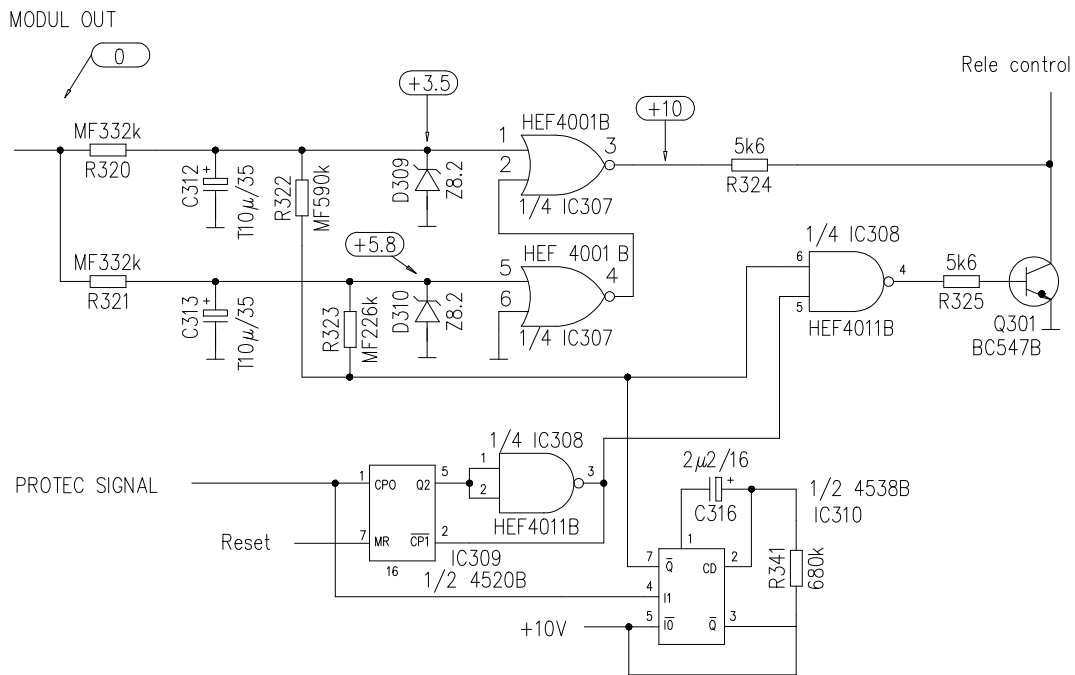 MODUL OUT
0
Rele control
+3.5
+10
MF332k
R320
C312
+
T10µ/35
R322
MF590k
D309
Z8.2
HEF4001B
1
2
3
1/4 IC307
5k6
R324
+5.8
MF332k
R321
C313
+
T10µ/35
R323
MF226k
D310
Z8.2
HEF 4001 B
5
6
4
1/4 IC307
1/4 IC308
6
5
4
HEF4011B
5k6
R325
Q301
BC547B
PROTEC SIGNAL
1
CP0
Q2
5
Reset
7
MR
CP1
2
16
IC309
1/2 4520B
1/4 IC308
1
2
3
HEF4011B
2µ2/16
+
C316
1/2 4538B
IC310
1
7
Q
CD
2
4
I1
5
I0
Q
3
R341
680k
+10V